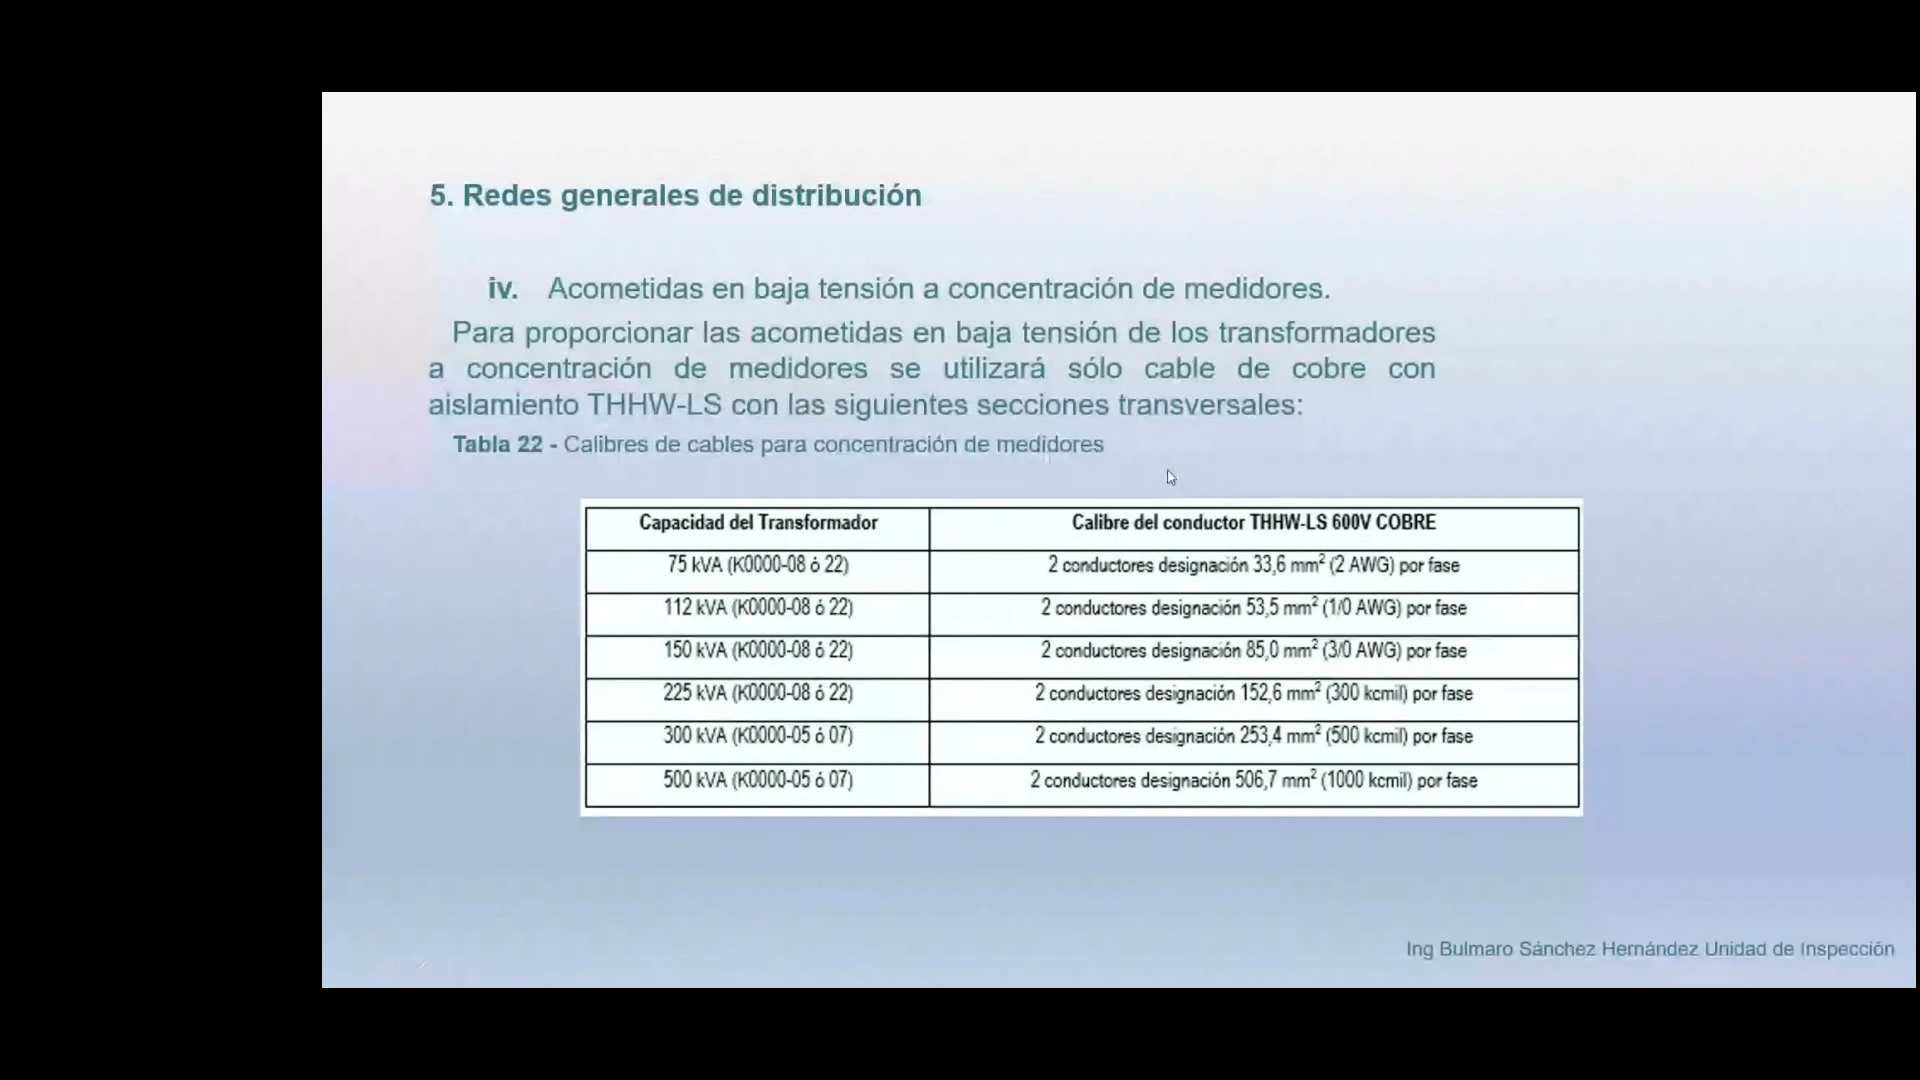 5. Redes generales de distribución
iv. Acometidas en baja tensión a concentración de medidores.
Para proporcionar las acometidas en baja tensión de los transformadores
a concentración de medidores se utilizará sólo cable de cobre con
aislamiento THHW-LS con las siguientes secciones transversales:
Tabla 22 - Calibres de cables para concentración de medidores
Capacidad del Transformador Calibre del conductor THHW-LS 600V COBRE
75 kVA (K0000-08 ó 22) 2 conductores designación 33,6 mm² (2 AWG) por fase
112 kVA (K0000-08 ó 22) 2 conductores designación 53,5 mm² (1/0 AWG) por fase
150 kVA (K0000-08 ó 22) 2 conductores designación 85,0 mm² (3/0 AWG) por fase
225 kVA (K0000-08 ó 22) 2 conductores designación 152,6 mm² (300 kcmil) por fase
300 kVA (K0000-05 ó 07) 2 conductores designación 253,4 mm² (500 kcmil) por fase
500 kVA (K0000-05 ó 07) 2 conductores designación 506,7 mm² (1000 kcmil) por fase
Ing Bulmaro Sánchez Hernández Unidad de Inspección